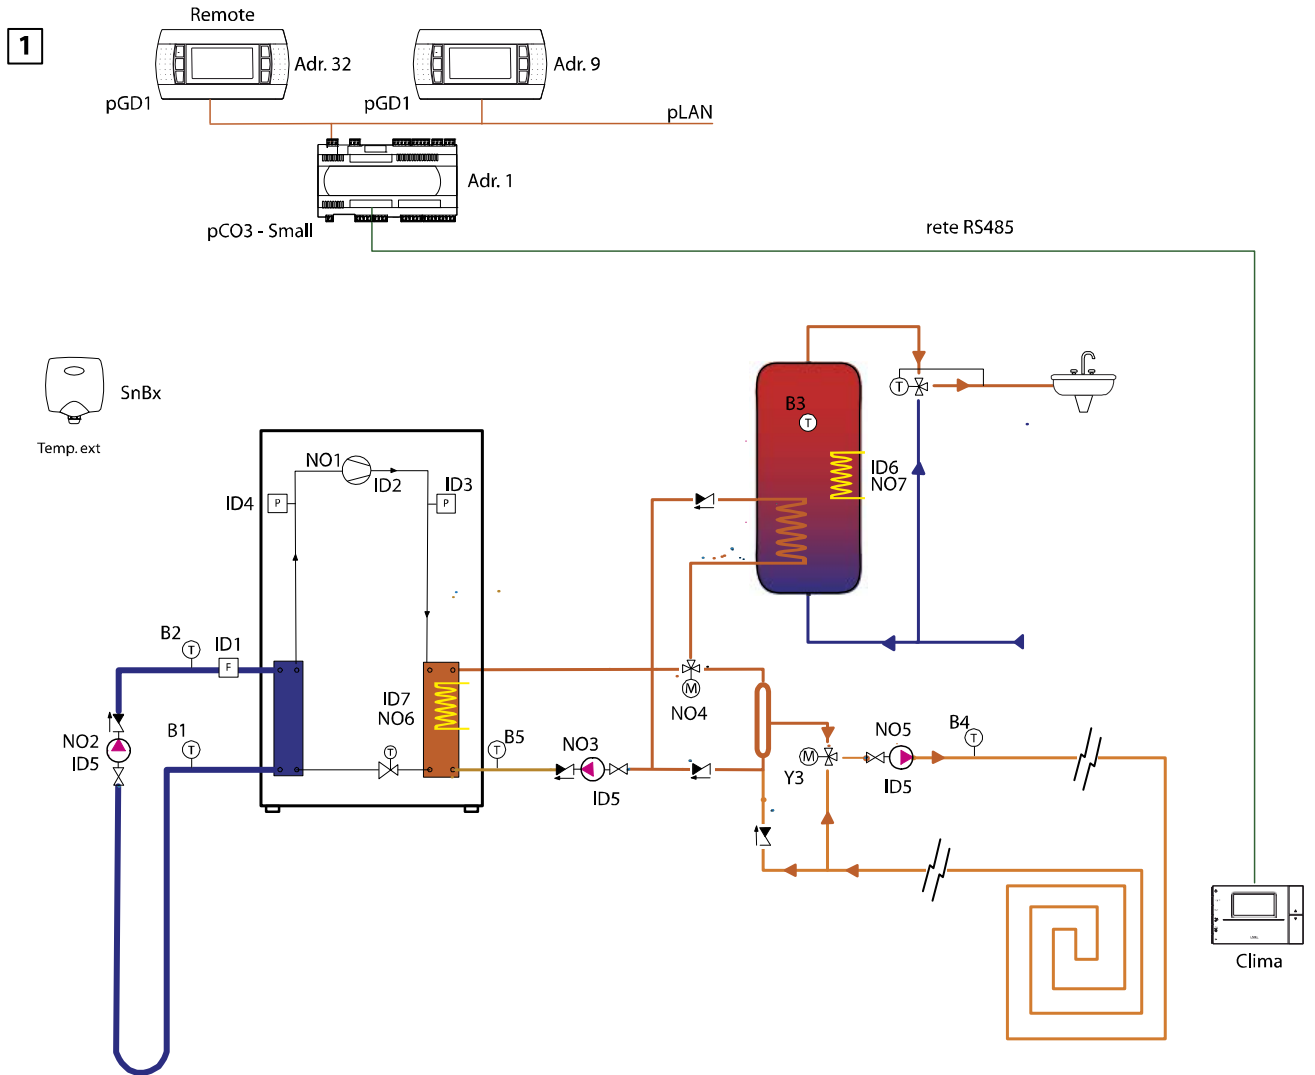 1
Remote
Adr. 32
Adr. 9
pGD1
pGD1
pLAN
Adr. 1
pCO3 - Small
rete RS485
SnBx
Temp. ext
B3
T
T
ID6
NO7
NO1
ID2
ID3
ID4
P
P
B2
T
ID1
F
ID7
NO6
M
NO4
B1
T
NO2
ID5
T
B5
T
NO3
ID5
M
Y3
NO5
ID5
B4
T
Clima